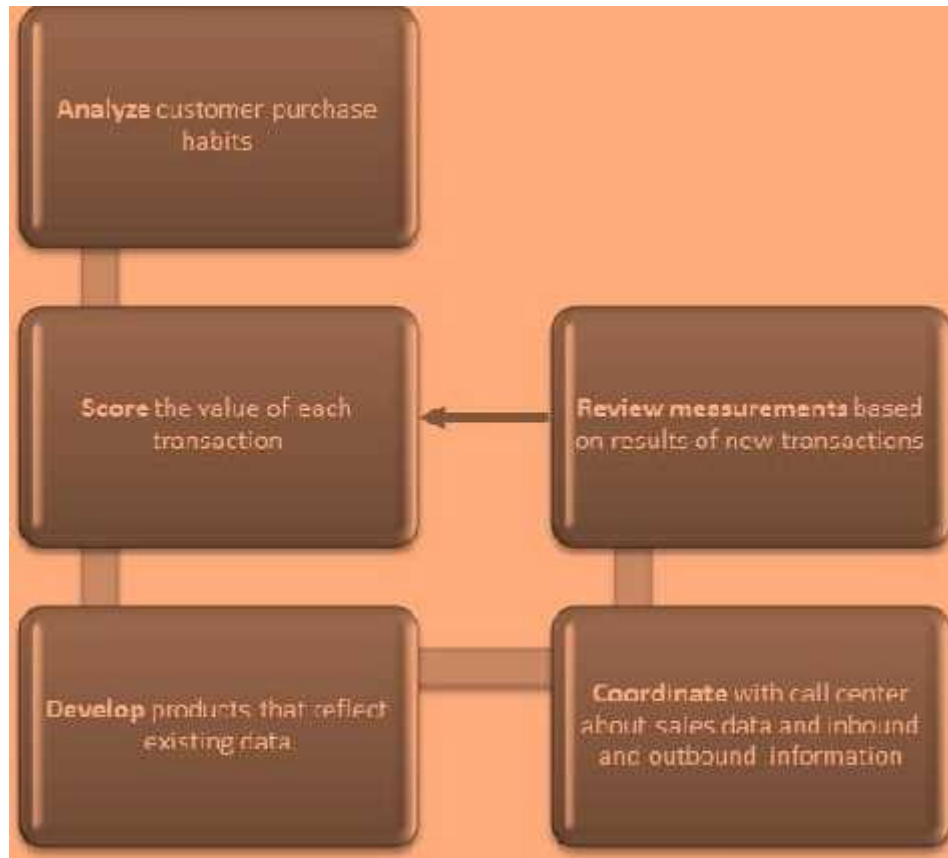 Analyze customer purchase
habits
Score the value of each
transaction
Develop products that reflect
existing data
Coordinate with call center
about sales data and inbound
and outbound information
Review measurements based
on results of new transactions